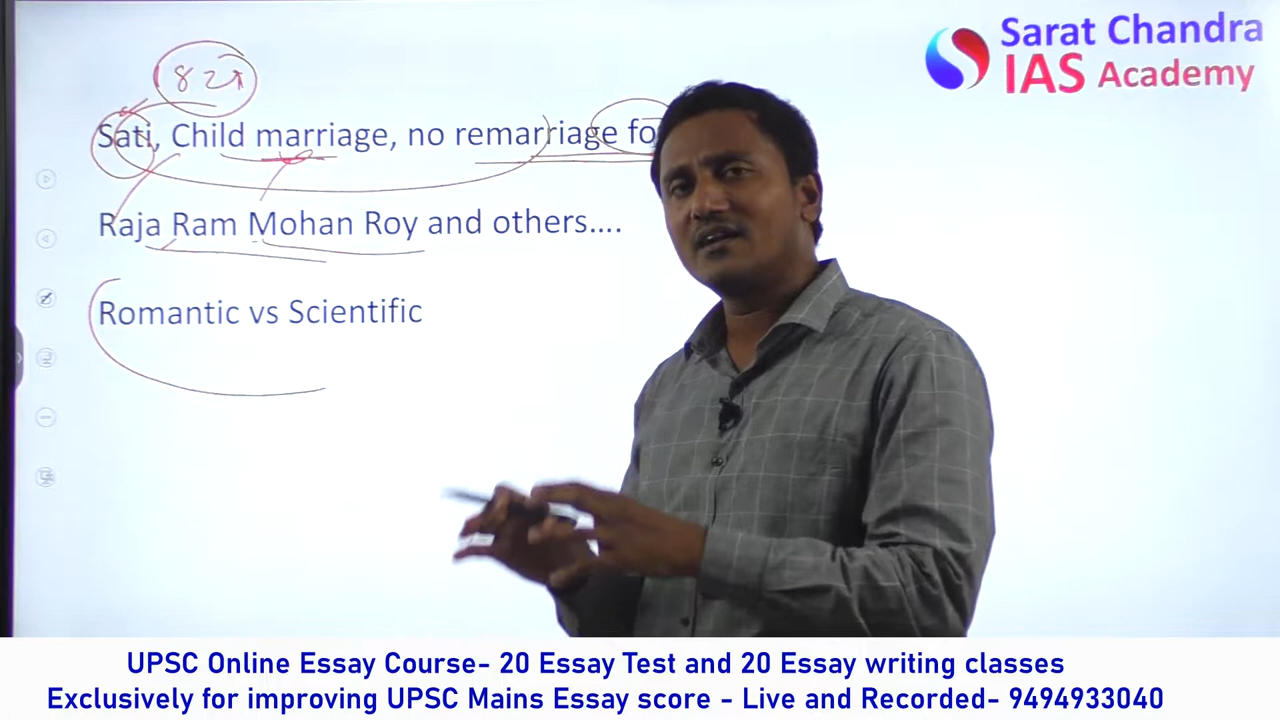 Sarat Chandra
IAS Academy
Sati, Child marriage, no remarriage fo
Raja Ram Mohan Roy and others....
Romantic vs Scientific
UPSC Online Essay Course- 20 Essay Test and 20 Essay writing classes
Exclusively for improving UPSC Mains Essay score - Live and Recorded- 9494933040